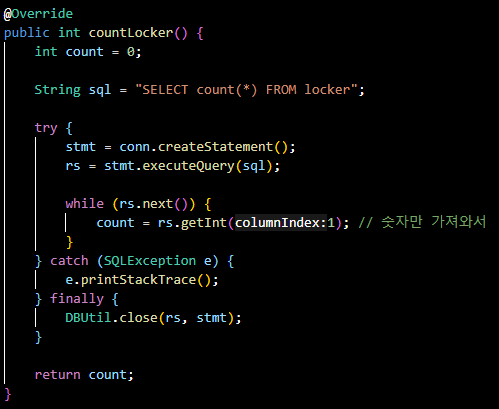 @Override
public int countLocker() {
int count = 0;
String sql = "SELECT count(*) FROM locker";
try {
stmt = conn.createStatement();
rs = stmt.executeQuery(sql);
while (rs.next()) {
count = rs.getInt(columnIndex:1); // 숫자만 가져와서
}
} catch (SQLException e) {
e.printStackTrace();
} finally {
DBUtil.close(rs, stmt);
}
return count;
}